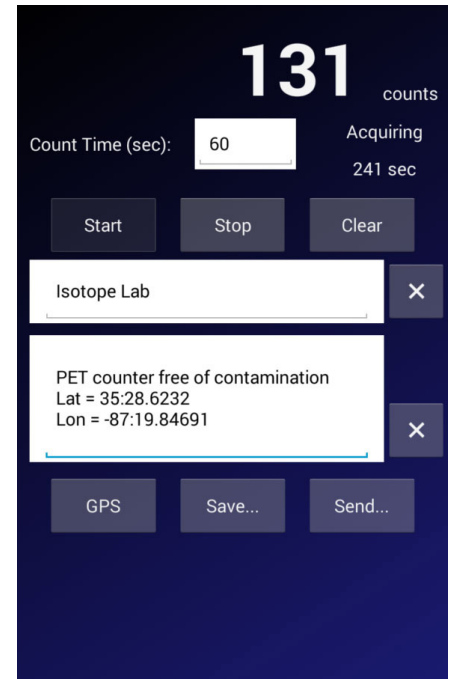 131
counts
Count Time (sec):
60
Acquiring
241 sec
Start
Stop
Clear
Isotope Lab
×
PET counter free of contamination
Lat = 35:28.6232
Lon = -87:19.84691
×
GPS
Save...
Send...